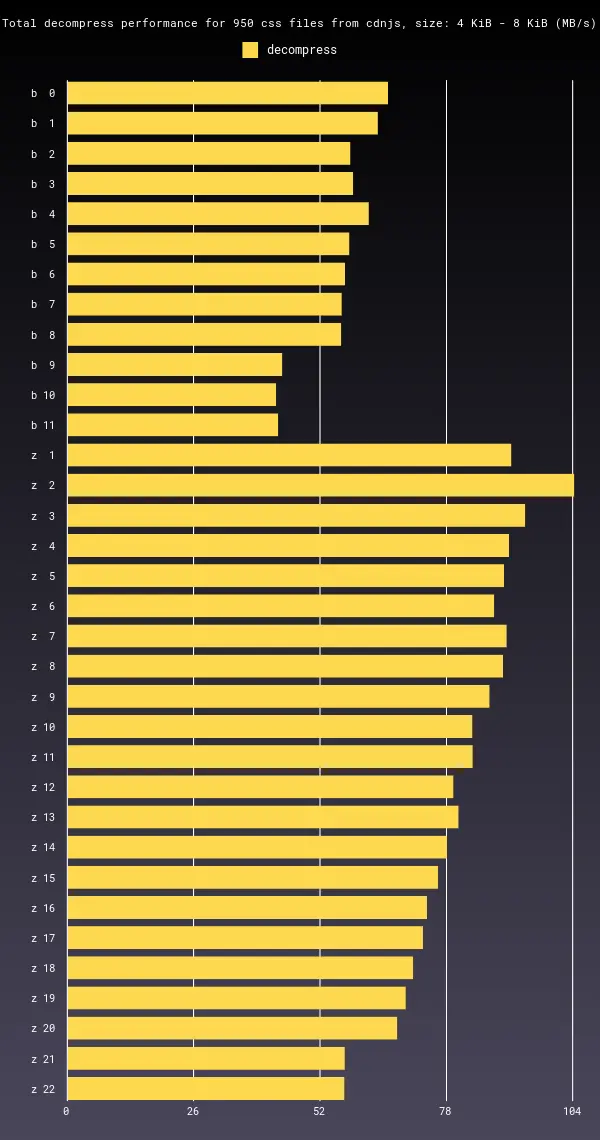 Total decompress performance for 950 css files from cdnjs, size: 4 KiB - 8 KiB (MB/s)
decompress
b 0
b 1
b 2
b 3
b 4
b 5
b 6
b 7
b 8
b 9
b 10
b 11
z 1
z 2
z 3
z 4
z 5
z 6
z 7
z 8
z 9
z 10
z 11
z 12
z 13
z 14
z 15
z 16
z 17
z 18
z 19
z 20
z 21
z 22
0 26 52 78 104